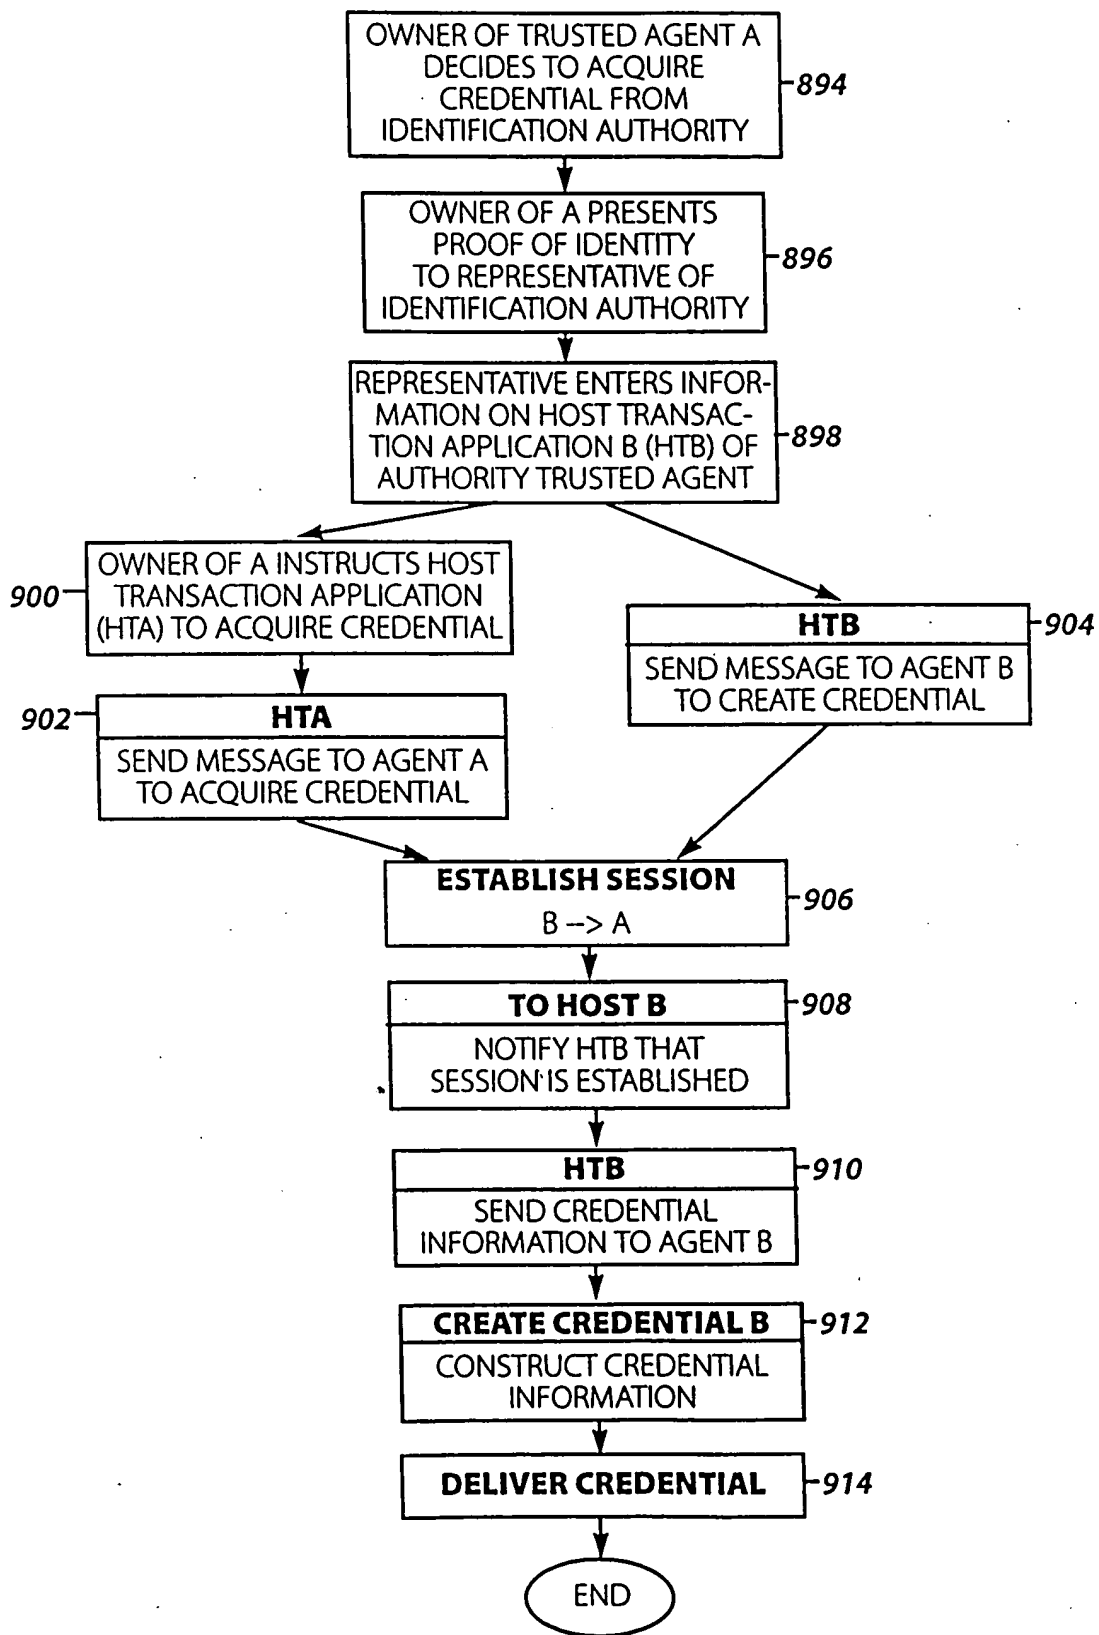 OWNER OF TRUSTED AGENT A
DECIDES TO ACQUIRE
CREDENTIAL FROM
IDENTIFICATION AUTHORITY
894
OWNER OF A PRESENTS
PROOF OF IDENTITY
TO REPRESENTATIVE OF
IDENTIFICATION AUTHORITY
896
REPRESENTATIVE ENTERS INFOR-
MATION ON HOST TRANSAC-
TION APPLICATION B (HTB) OF
AUTHORITY TRUSTED AGENT
898
900
OWNER OF A INSTRUCTS HOST
TRANSACTION APPLICATION
(HTA) TO ACQUIRE CREDENTIAL
902
HTA
SEND MESSAGE TO AGENT A
TO ACQUIRE CREDENTIAL
HTB
904
SEND MESSAGE TO AGENT B
TO CREATE CREDENTIAL
ESTABLISH SESSION
906
B --> A
TO HOST B
908
NOTIFY HTB THAT
SESSION IS ESTABLISHED
HTB
910
SEND CREDENTIAL
INFORMATION TO AGENT B
CREATE CREDENTIAL B
912
CONSTRUCT CREDENTIAL
INFORMATION
DELIVER CREDENTIAL
914
END